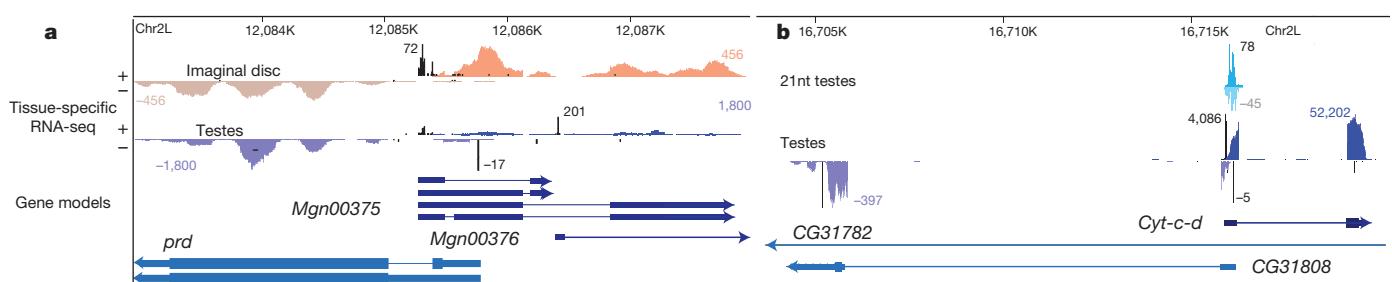 a
Chr2L 12,084K 12,085K 12,086K 12,087K
+
−
Imaginal disc
−456
72
456
Tissue-specific
RNA-seq
+
−
Testes
−1,800
201
1,800
−17
Gene models
Mgn00375
Mgn00376
prd
b
16,705K 16,710K 16,715K Chr2L
21nt testes
78
−45
Testes
4,086
52,202
−397
−5
Cyt-c-d
CG31782
CG31808